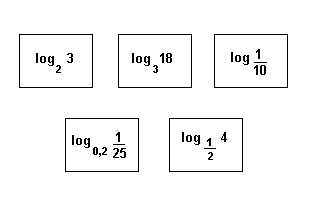 log₂ 3 log₃ 18 log 1/10
log₀,₂ 1/25 log₁/₂ 4